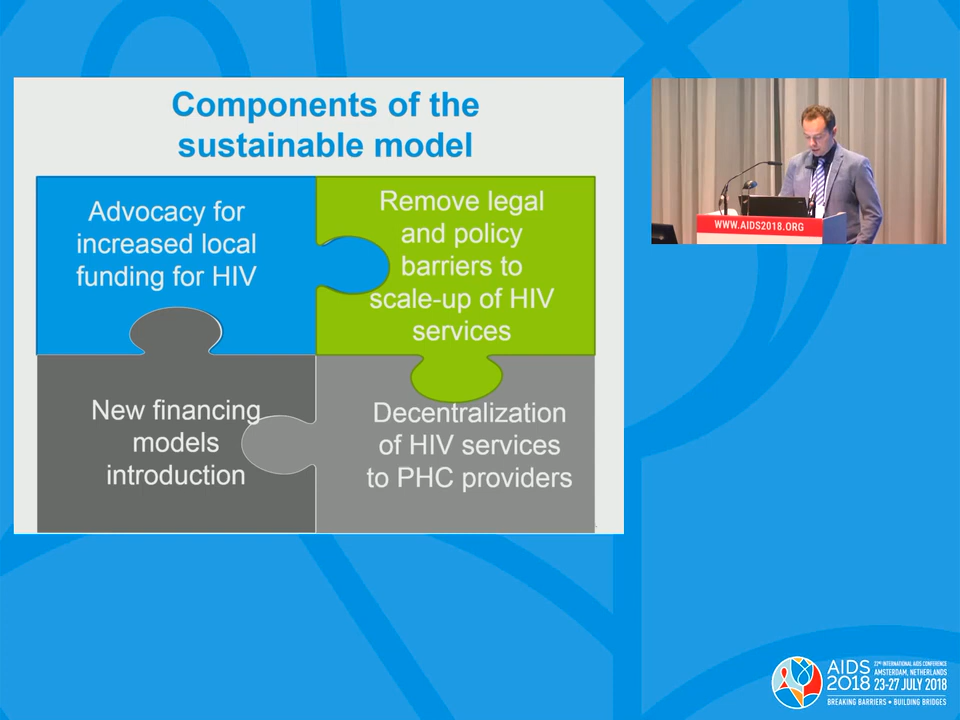 Components of the
sustainable model
Advocacy for
increased local
funding for HIV
Remove legal
and policy
barriers to
scale-up of HIV
services
New financing
models
introduction
Decentralization
of HIV services
to PHC providers
WWW.AIDS2018.ORG
AIDS
2018
22ND INTERNATIONAL AIDS CONFERENCE
AMSTERDAM, NETHERLANDS
23-27 JULY 2018
BREAKING BARRIERS • BUILDING BRIDGES